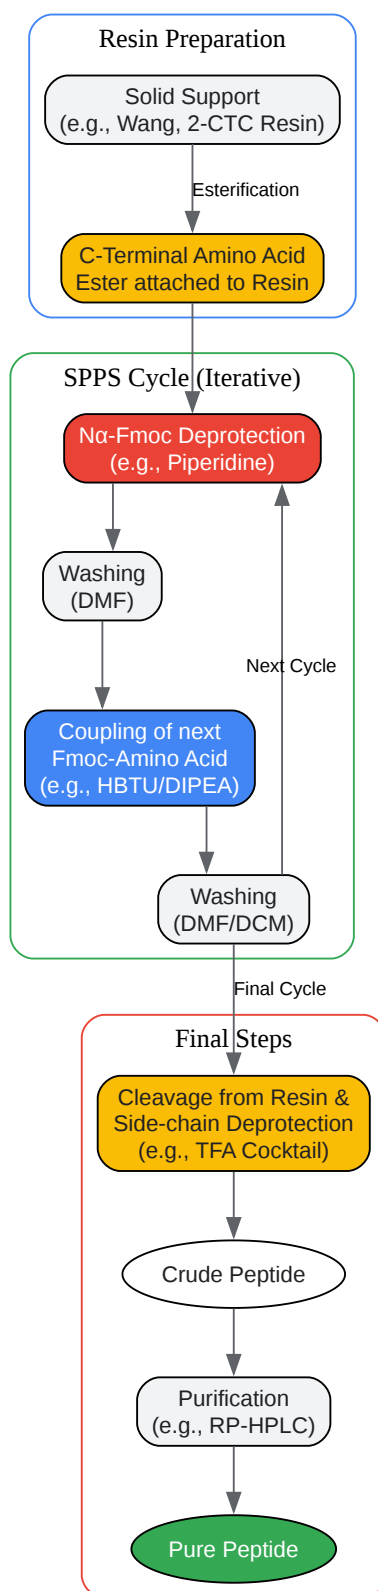 Resin Preparation
Solid Support
(e.g., Wang, 2-CTC Resin)
Esterification
C-Terminal Amino Acid
Ester attached to Resin
SPPS Cycle (Iterative)
Nα-Fmoc Deprotection
(e.g., Piperidine)
Washing
(DMF)
Next Cycle
Coupling of next
Fmoc-Amino Acid
(e.g., HBTU/DIPEA)
Washing
(DMF/DCM)
Final Cycle
Final Steps
Cleavage from Resin &
Side-chain Deprotection
(e.g., TFA Cocktail)
Crude Peptide
Purification
(e.g., RP-HPLC)
Pure Peptide